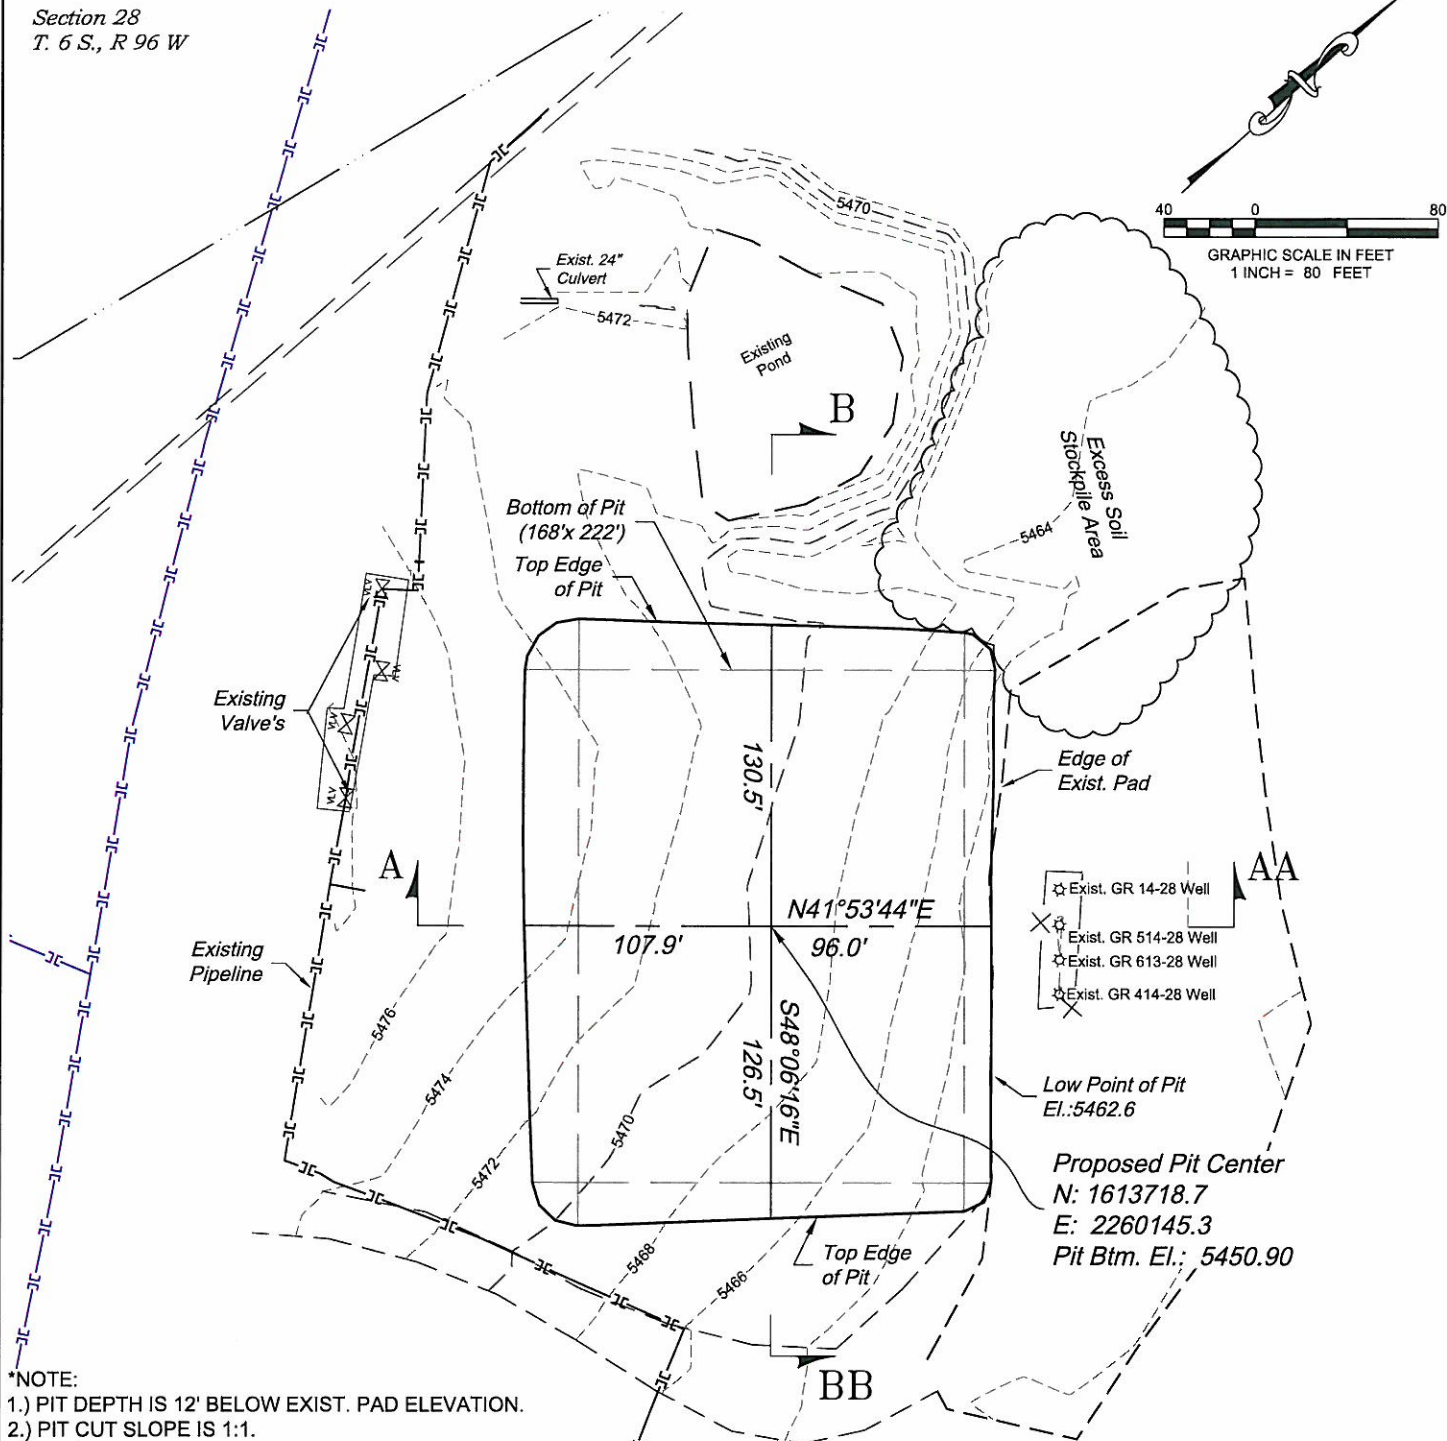 Section 28
T. 6 S., R 96 W
40 0 80
GRAPHIC SCALE IN FEET
1 INCH = 80 FEET
5470
Exist. 24"
Culvert
5472
Existing
Pond
B
Excess Soil
Stockpile Area
5464
Bottom of Pit
(168'x 222')
Top Edge
of Pit
VLV
VLV
Existing
Valve's
VLV
VLV
130.5'
Edge of
Exist. Pad
A
AA
Exist. GR 14-28 Well
Exist. GR 514-28 Well
Exist. GR 613-28 Well
Exist. GR 414-28 Well
N41°53'44"E
107.9'
96.0'
Existing
Pipeline
S48°06'16"E
126.5'
5476
5474
5472
5470
5468
5466
Low Point of Pit
El.:5462.6
Proposed Pit Center
N: 1613718.7
E: 2260145.3
Pit Btm. El.: 5450.90
Top Edge
of Pit
BB
*NOTE:
1.) PIT DEPTH IS 12' BELOW EXIST. PAD ELEVATION.
2.) PIT CUT SLOPE IS 1:1.